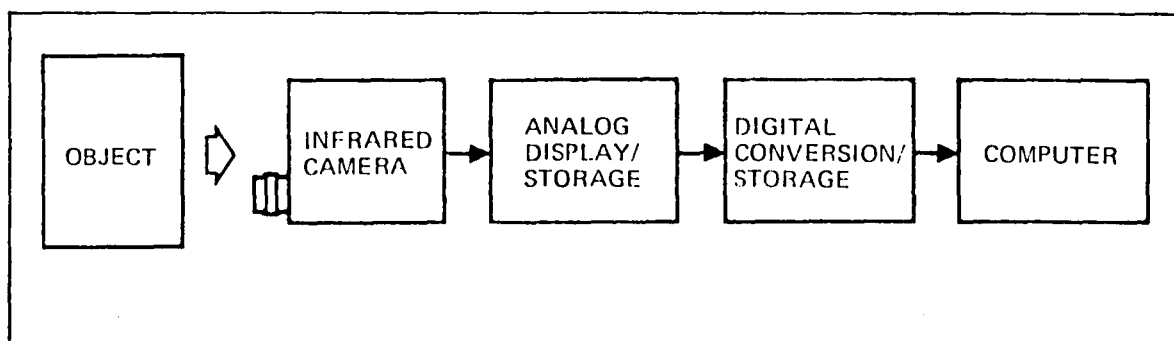 OBJECT
INFRARED
CAMERA
ANALOG
DISPLAY/
STORAGE
DIGITAL
CONVERSION/
STORAGE
COMPUTER